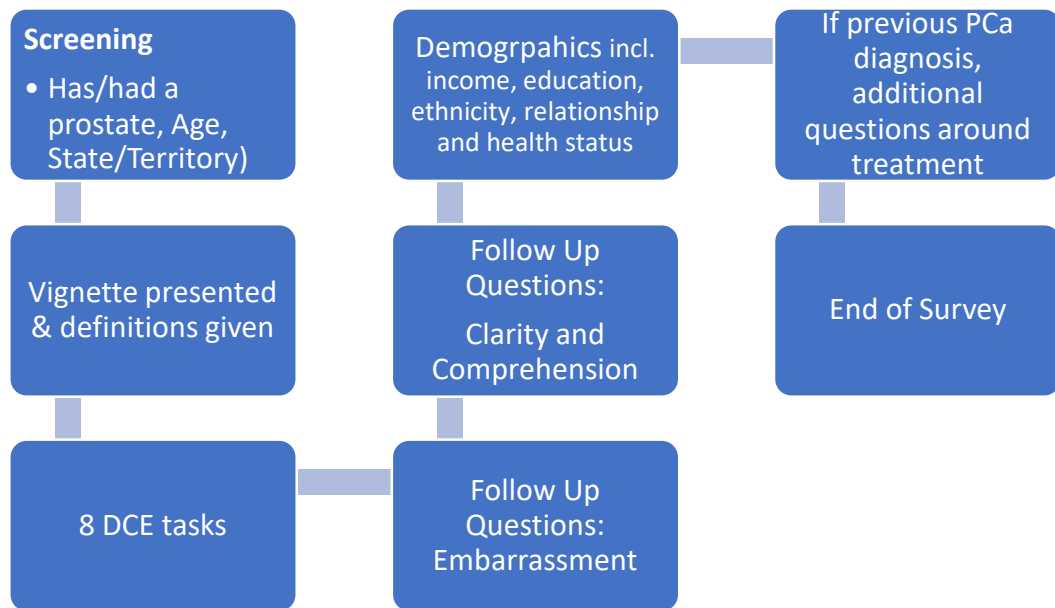 Screening
• Has/had a
prostate, Age,
State/Territory)
Vignette presented
& definitions given
8 DCE tasks
Follow Up
Questions:
Embarrassment
Follow Up
Questions:
Clarity and
Comprehension
Demogrpahics incl.
income, education,
ethnicity, relationship
and health status
If previous PCa
diagnosis,
additional
questions around
treatment
End of Survey